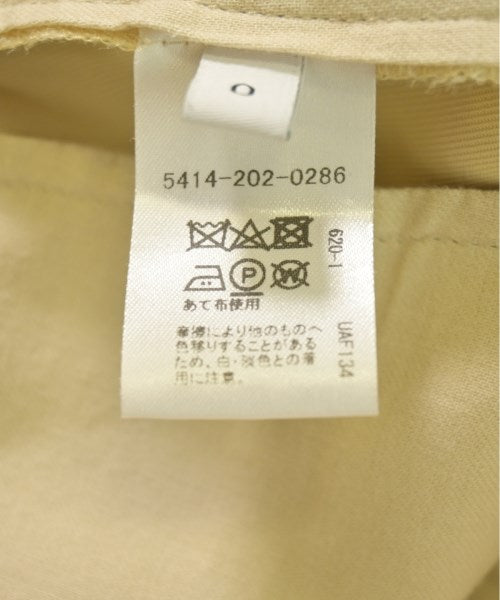 0
5414-202-0286
620-1
P W
あて布使用
摩擦により他のものへ
色移りすることがある
ため、白・淡色との着
用に注意。
UAF134